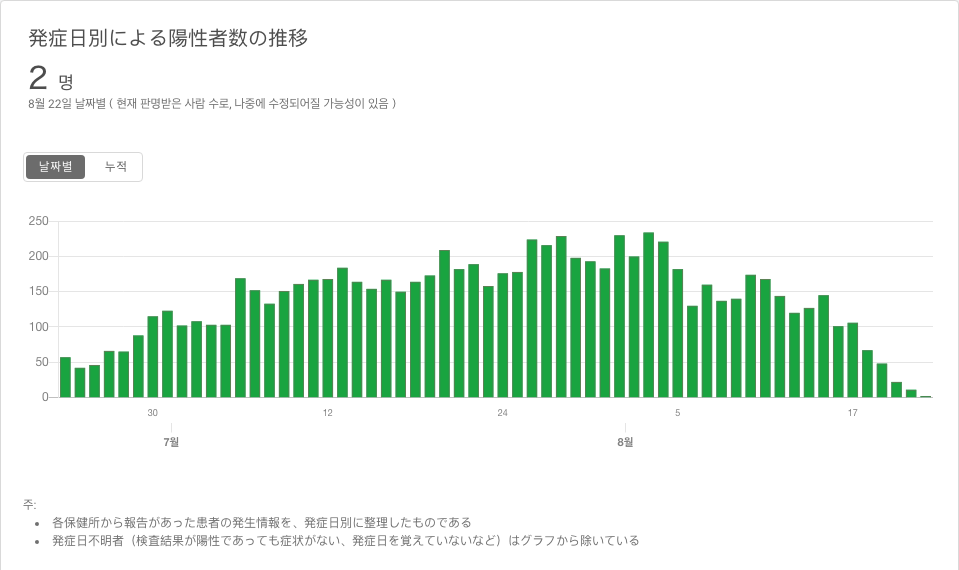 発症日別による陽性者数の推移
2 명
8월 22일 날짜별 ( 현재 판명받은 사람 수로, 나중에 수정되어질 가능성이 있음 )
날짜별 누적
250
200
150
100
50
0
30 12 24 5 17
7월 8월
주:
• 各保健所から報告があった患者の発生情報を、発症日別に整理したものである
• 発症日不明者（検査結果が陽性であっても症状がない、発症日を覚えていないなど）はグラフから除いている